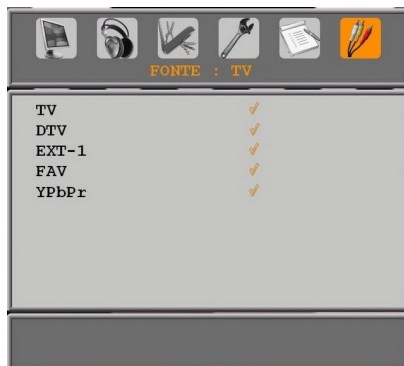 FONTE : TV
TV
DTV
EXT-1
FAV
YPbPr